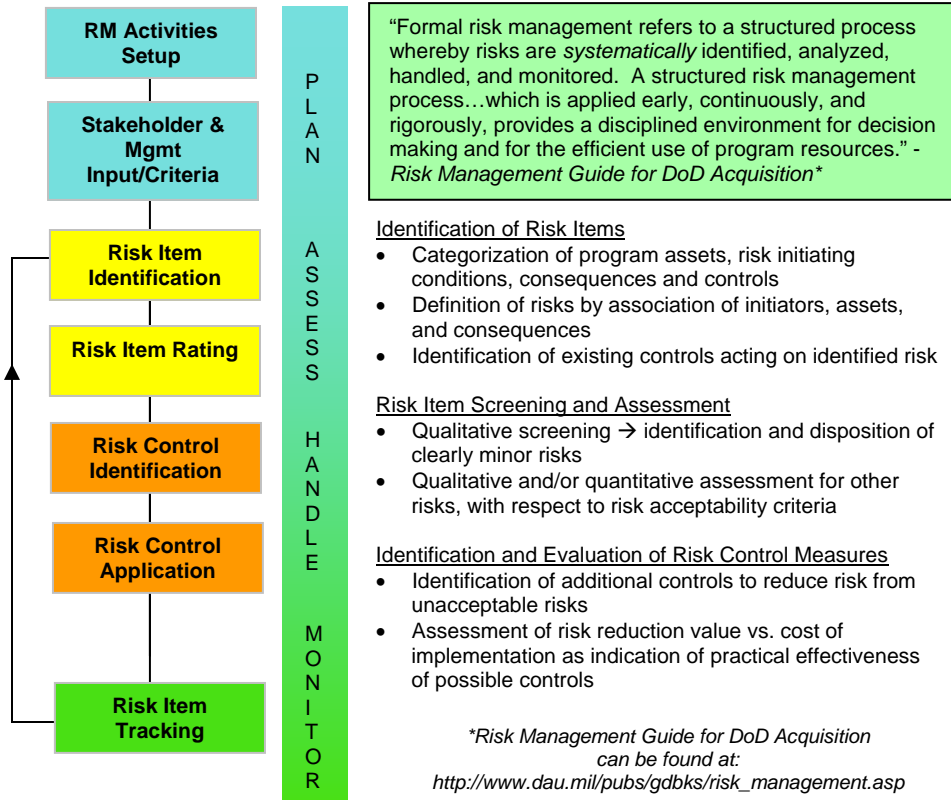 RM Activities
Setup
Stakeholder &
Mgmt
Input/Criteria
Risk Item
Identification
Risk Item Rating
Risk Control
Identification
Risk Control
Application
Risk Item
Tracking
P
L
A
N
A
S
S
E
S
S
H
A
N
D
L
E
M
O
N
I
T
O
R
“Formal risk management refers to a structured process
whereby risks are systematically identified, analyzed,
handled, and monitored.  A structured risk management
process…which is applied early, continuously, and
rigorously, provides a disciplined environment for decision
making and for the efficient use of program resources.” -
Risk Management Guide for DoD Acquisition*
Identification of Risk Items
• Categorization of program assets, risk initiating
conditions, consequences and controls
• Definition of risks by association of initiators, assets,
and consequences
• Identification of existing controls acting on identified risk
Risk Item Screening and Assessment
• Qualitative screening → identification and disposition of
clearly minor risks
• Qualitative and/or quantitative assessment for other
risks, with respect to risk acceptability criteria
Identification and Evaluation of Risk Control Measures
• Identification of additional controls to reduce risk from
unacceptable risks
• Assessment of risk reduction value vs. cost of
implementation as indication of practical effectiveness
of possible controls
*Risk Management Guide for DoD Acquisition
can be found at:
http://www.dau.mil/pubs/gdbks/risk_management.asp